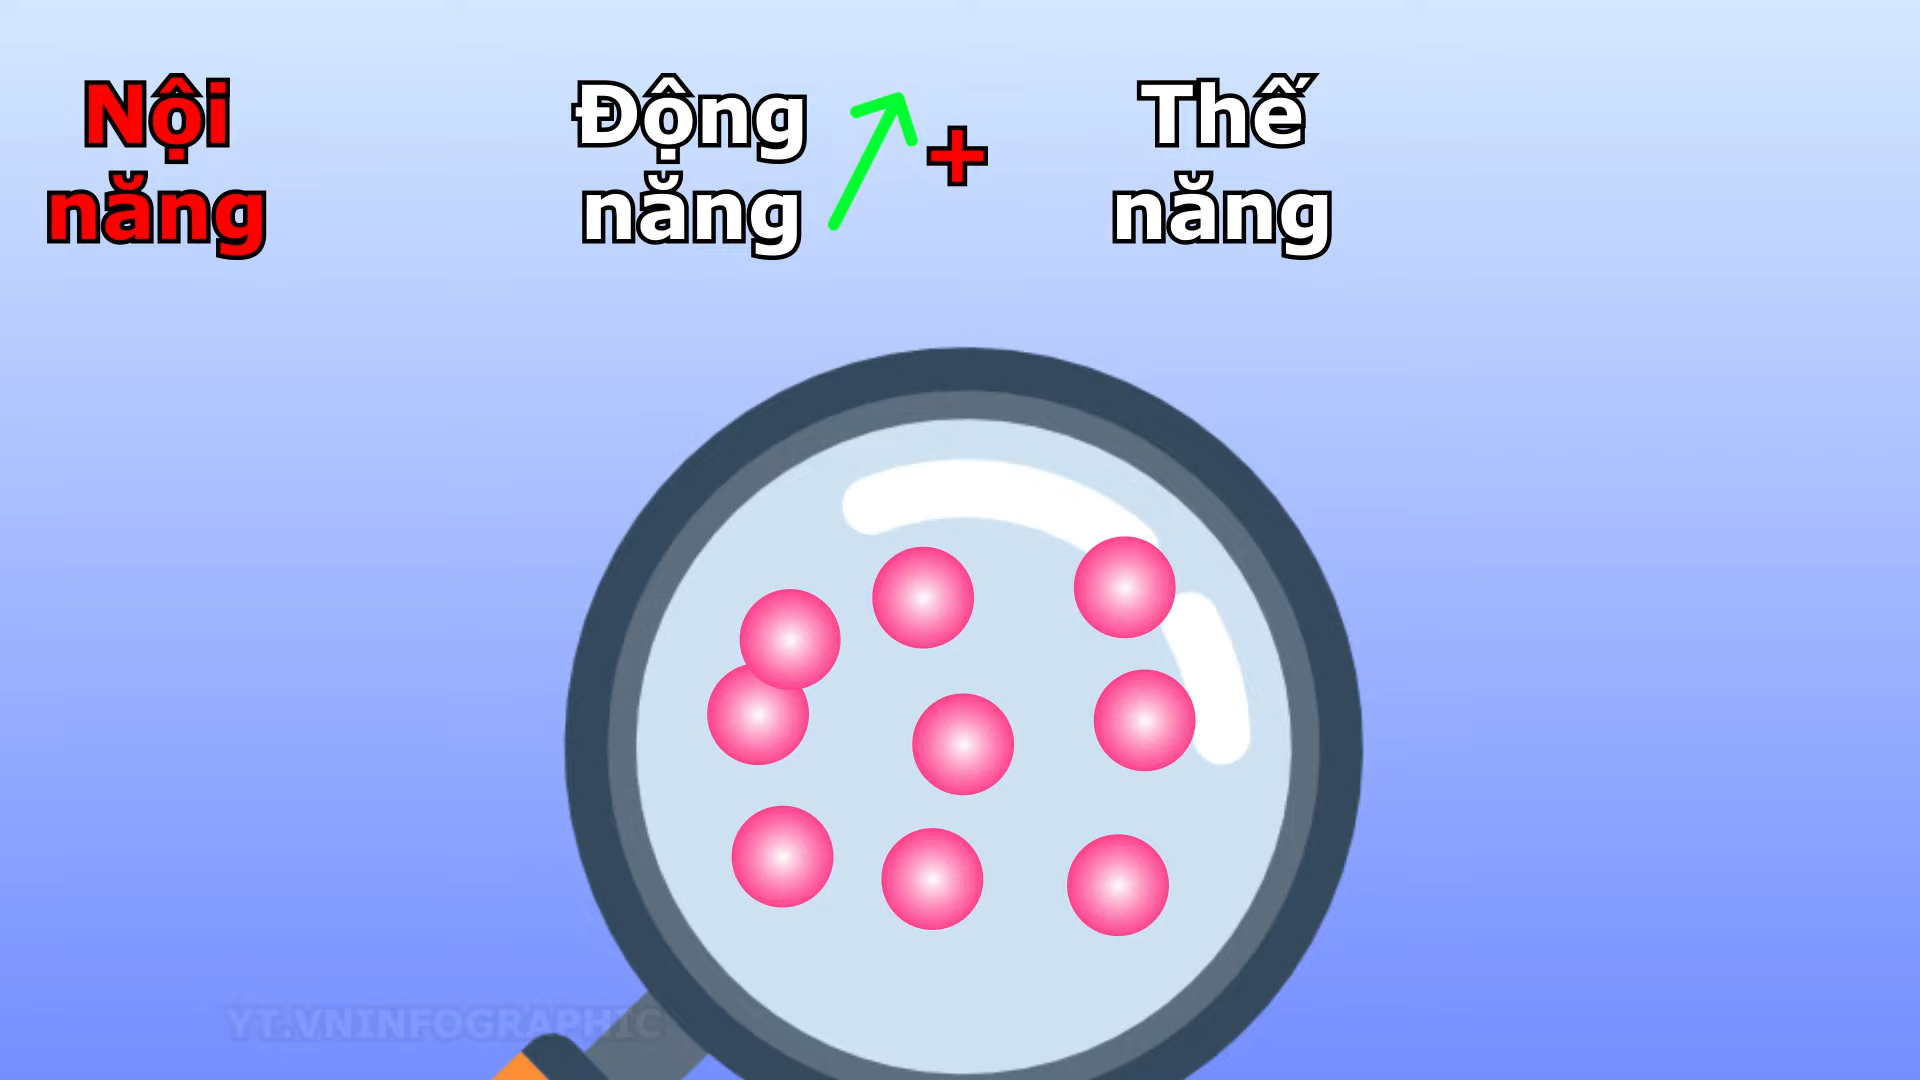 Nội
năng
Động
năng
+
Thế
năng
YT.VNINFOGRAPHIC